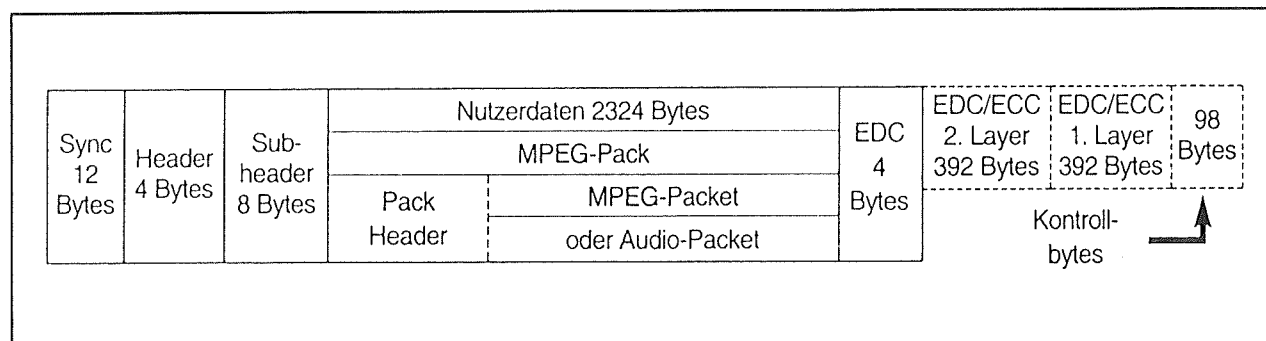 Sync
12
Bytes
Header
4 Bytes
Sub-
header
8 Bytes
Nutzerdaten 2324 Bytes
MPEG-Pack
Pack
Header
MPEG-Packet
oder Audio-Packet
EDC
4
Bytes
EDC/ECC
2. Layer
392 Bytes
EDC/ECC
1. Layer
392 Bytes
98
Bytes
Kontroll-
bytes